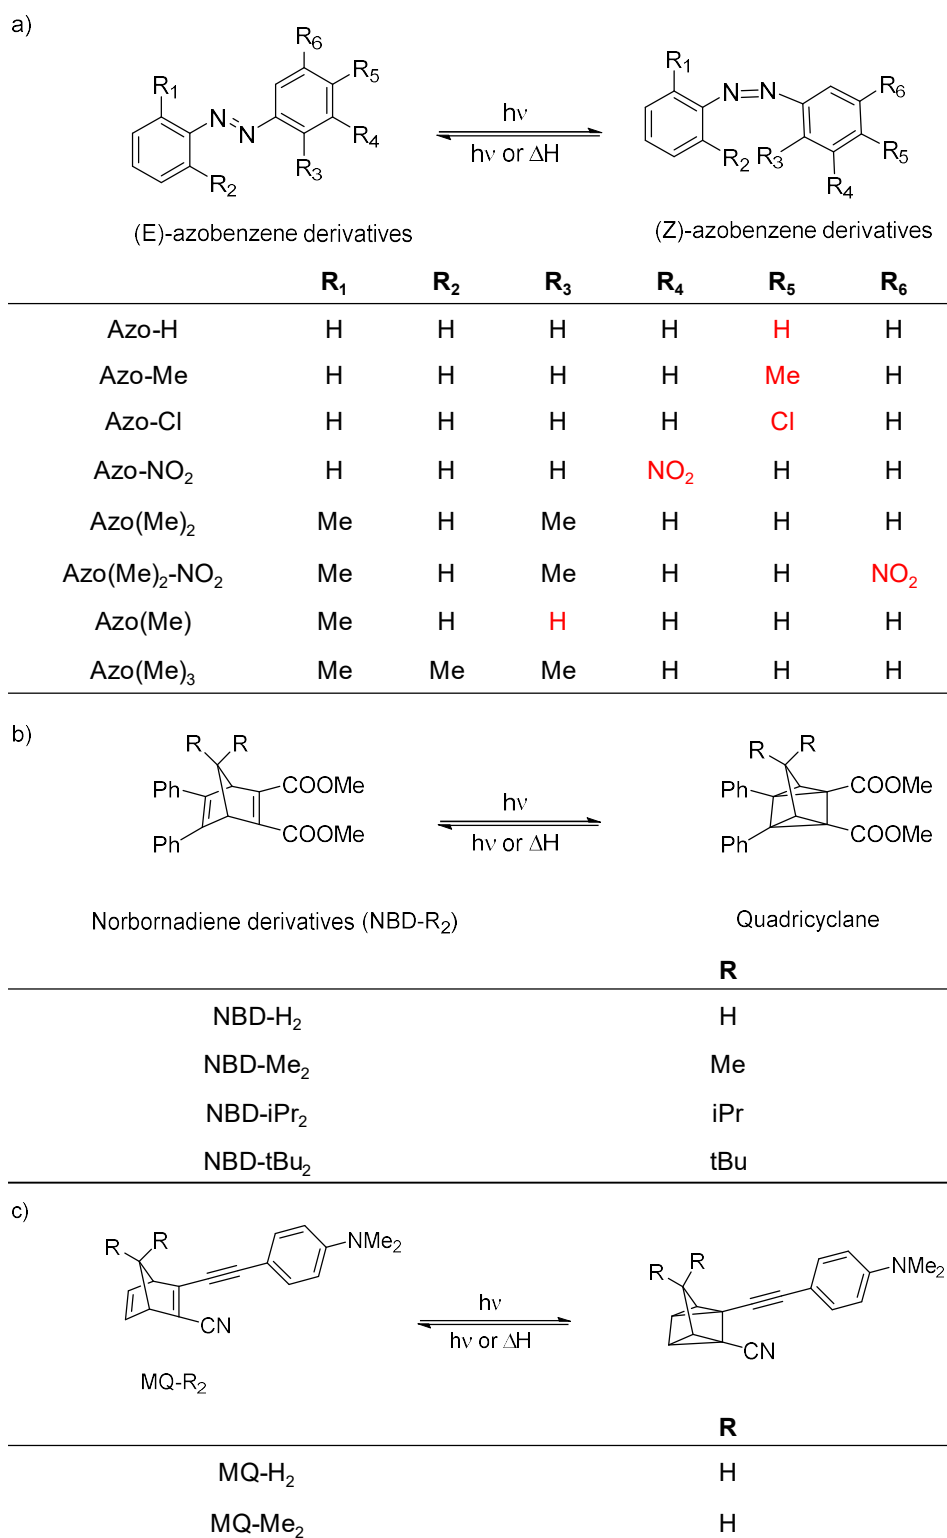 a)
R₆
R₁ R₅
N=N
R₄
R₂ R₃
hν
hν or ΔH
R₁
N=N R₆
R₂ R₃ R₅
R₄
(E)-azobenzene derivatives
(Z)-azobenzene derivatives
R₁ R₂ R₃ R₄ R₅ R₆
Azo-H H H H H H H
Azo-Me H H H H Me H
Azo-Cl H H H H Cl H
Azo-NO₂ H H H NO₂ H H
Azo(Me)₂ Me H Me H H H
Azo(Me)₂-NO₂ Me H Me H H NO₂
Azo(Me) Me H H H H H
Azo(Me)₃ Me Me Me H H H
b)
R R
Ph COOMe
Ph COOMe
hν
hν or ΔH
R R
Ph COOMe
Ph COOMe
Norbornadiene derivatives (NBD-R₂)
Quadricyclane
R
NBD-H₂ H
NBD-Me₂ Me
NBD-iPr₂ iPr
NBD-tBu₂ tBu
c)
R R NMe₂
CN
hν
hν or ΔH
R R NMe₂
CN
MQ-R₂
R
MQ-H₂ H
MQ-Me₂ H